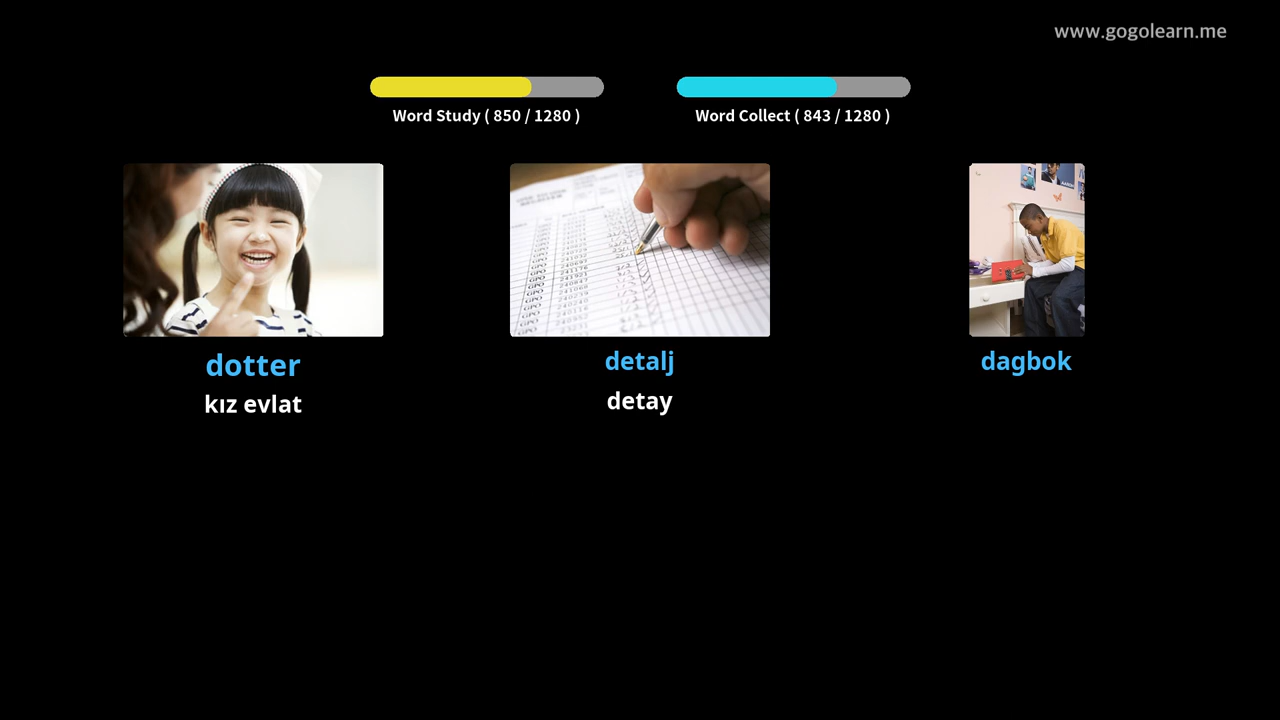 www.gogolearn.me
Word Study ( 850 / 1280 )
Word Collect ( 843 / 1280 )
dotter
kız evlat
detalj
detay
dagbok